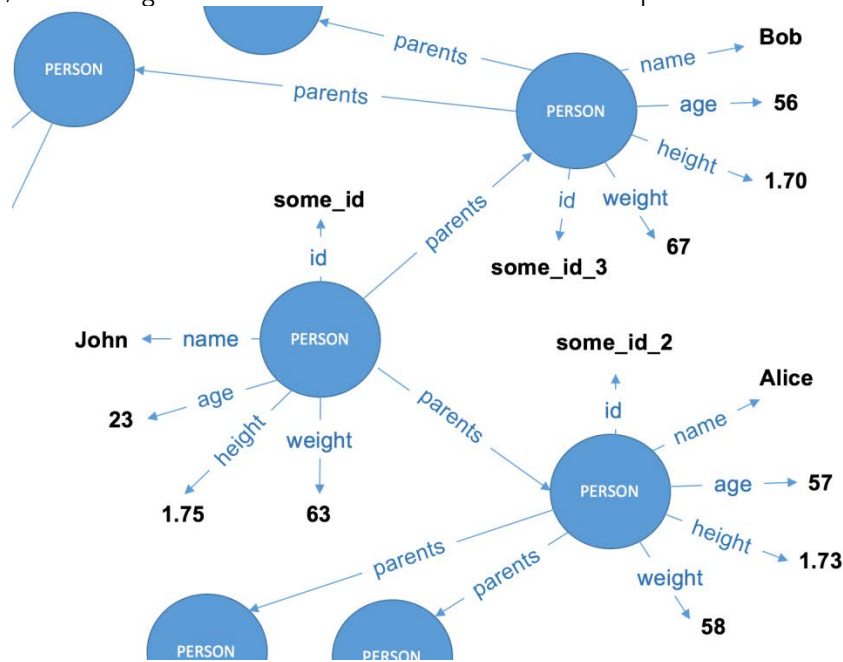 parents
name
Bob
PERSON
parents
PERSON
age
56
height
1.70
some_id
parents
id
weight
id
67
some_id_3
John
name
PERSON
some_id_2
age
23
parents
id
Alice
name
height
weight
PERSON
age
57
1.75
63
height
1.73
parents
parents
weight
58
PERSON
PERSON